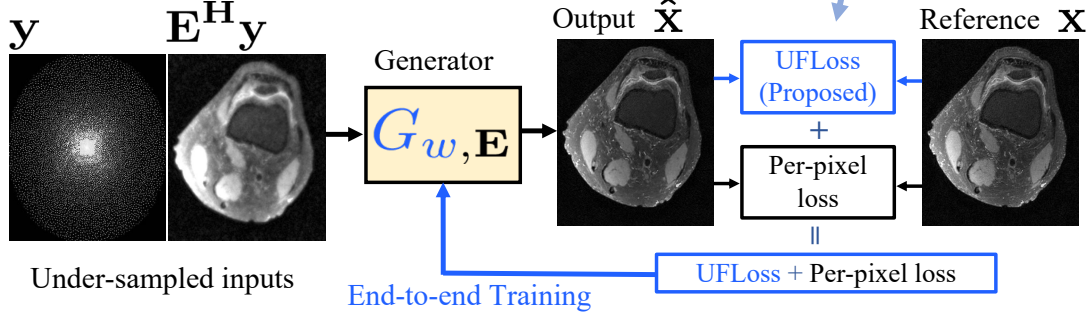 y
E^H y
Under-sampled inputs
Generator
G_w,E
Output x̂
UFLoss
(Proposed)
+
Per-pixel
loss
=
Reference x
UFLoss + Per-pixel loss
End-to-end Training